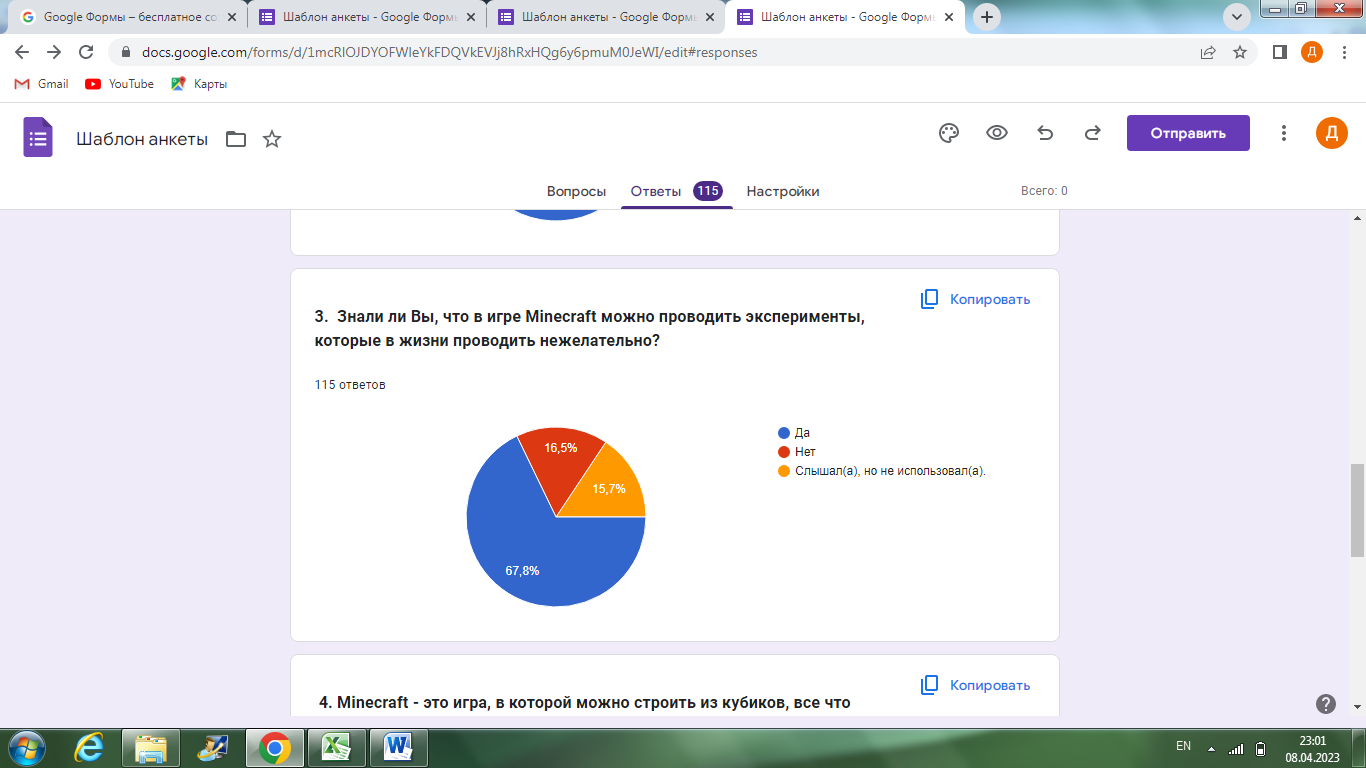 Google Формы – бесплатное со
Шаблон анкеты - Google Формы
Шаблон анкеты - Google Формы
Шаблон анкеты - Google Формы
docs.google.com/forms/d/1mcRIOJDYOFWIeYkFDQVkEVJj8hRxHQg6y6pmuM0JeWI/edit#responses
Д
Gmail
YouTube
Карты
Шаблон анкеты
Отправить
Д
Вопросы
Ответы 115
Настройки
Всего: 0
Копировать
3. Знали ли Вы, что в игре Minecraft можно проводить эксперименты,
которые в жизни проводить нежелательно?
115 ответов
Да
Нет
Слышал(а), но не использовал(а).
16,5%
15,7%
67,8%
Копировать
4. Minecraft - это игра, в которой можно строить из кубиков, все что
EN
23:01
08.04.2023